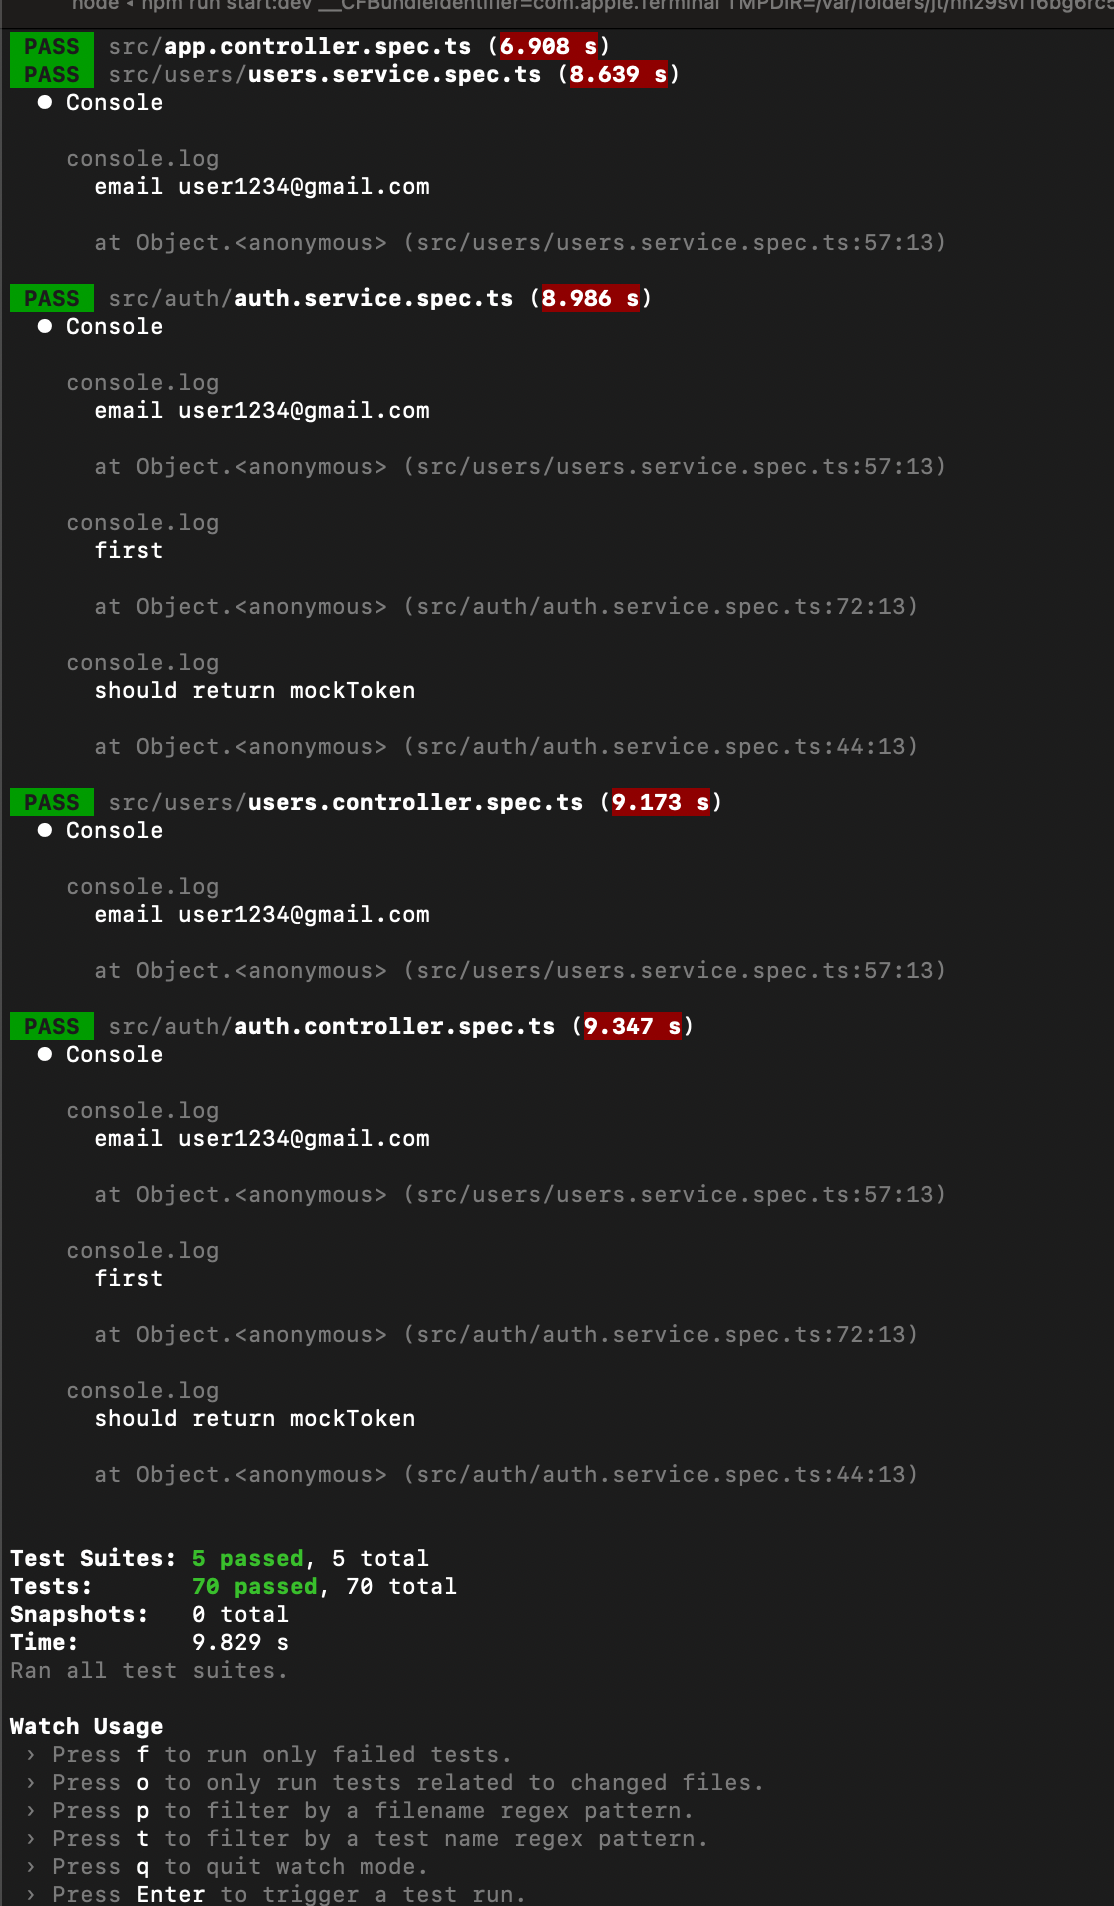 node ◂ npm run start:dev __CFBundleIdentifier=com.apple.Terminal TMPDIR=/var/folders/jt/
PASS src/app.controller.spec.ts (6.908 s)
PASS src/users/users.service.spec.ts (8.639 s)
● Console
console.log
email user1234@gmail.com
at Object.<anonymous> (src/users/users.service.spec.ts:57:13)
PASS src/auth/auth.service.spec.ts (8.986 s)
● Console
console.log
email user1234@gmail.com
at Object.<anonymous> (src/users/users.service.spec.ts:57:13)
console.log
first
at Object.<anonymous> (src/auth/auth.service.spec.ts:72:13)
console.log
should return mockToken
at Object.<anonymous> (src/auth/auth.service.spec.ts:44:13)
PASS src/users/users.controller.spec.ts (9.173 s)
● Console
console.log
email user1234@gmail.com
at Object.<anonymous> (src/users/users.service.spec.ts:57:13)
PASS src/auth/auth.controller.spec.ts (9.347 s)
● Console
console.log
email user1234@gmail.com
at Object.<anonymous> (src/users/users.service.spec.ts:57:13)
console.log
first
at Object.<anonymous> (src/auth/auth.service.spec.ts:72:13)
console.log
should return mockToken
at Object.<anonymous> (src/auth/auth.service.spec.ts:44:13)
Test Suites: 5 passed, 5 total
Tests: 70 passed, 70 total
Snapshots: 0 total
Time: 9.829 s
Ran all test suites.
Watch Usage
› Press f to run only failed tests.
› Press o to only run tests related to changed files.
› Press p to filter by a filename regex pattern.
› Press t to filter by a test name regex pattern.
› Press q to quit watch mode.
› Press Enter to trigger a test run.